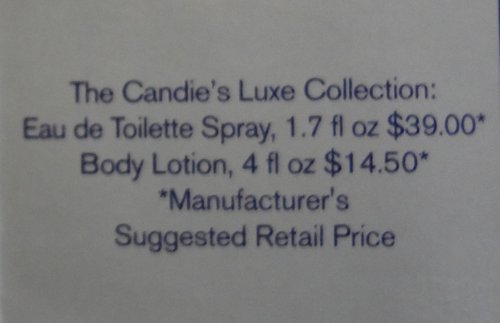 The Candie's Luxe Collection:
Eau de Toilette Spray, 1.7 fl oz $39.00*
Body Lotion, 4 fl oz $14.50*
*Manufacturer's
Suggested Retail Price